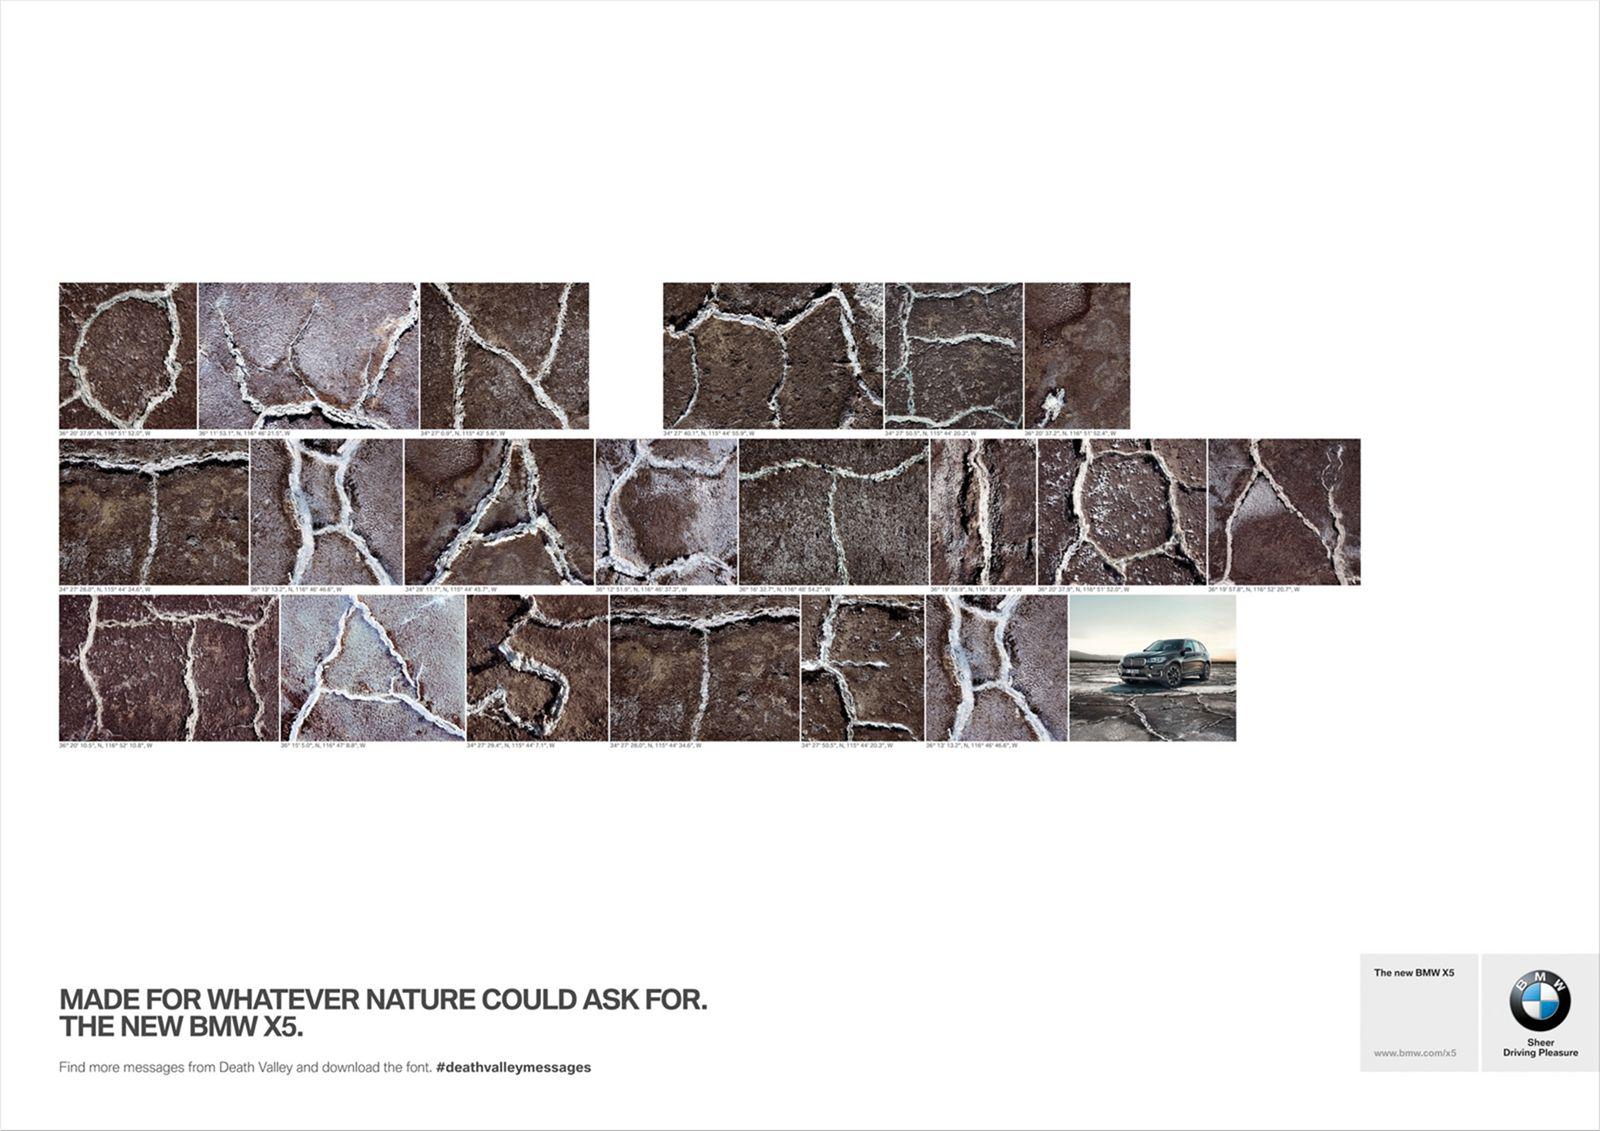 OWN ME.
36° 20' 37.9", N, 116° 51' 52.0", W 36° 11' 53.1", N, 116° 46' 21.5", W 34° 27' 0.9", N, 115° 43' 5.6", W 34° 27' 40.1", N, 115° 44' 55.9", W 34° 27' 50.5", N, 115° 44' 20.3", W 36° 20' 37.2", N, 116° 51' 52.4", W
TRACTION
34° 27' 28.0", N, 115° 44' 34.6", W 36° 13' 13.2", N, 116° 46' 46.6", W 34° 28' 11.7", N, 115° 44' 45.7", W 36° 12' 51.9", N, 116° 46' 37.3", W 36° 16' 32.7", N, 116° 48' 54.2", W 36° 19' 58.9", N, 116° 52' 21.4", W 36° 20' 37.9", N, 116° 51' 52.0", W 36° 19' 57.8", N, 116° 52' 20.7", W
MASTER
36° 20' 10.5", N, 116° 52' 10.8", W 36° 15' 5.0", N, 116° 47' 8.8", W 34° 27' 29.4", N, 115° 44' 7.1", W 34° 27' 28.0", N, 115° 44' 34.6", W 34° 27' 50.5", N, 115° 44' 20.3", W 36° 13' 13.2", N, 116° 46' 46.6", W
MADE FOR WHATEVER NATURE COULD ASK FOR.
THE NEW BMW X5.
Find more messages from Death Valley and download the font. #deathvalleymessages
The new BMW X5
www.bmw.com/x5
BMW
Sheer
Driving Pleasure